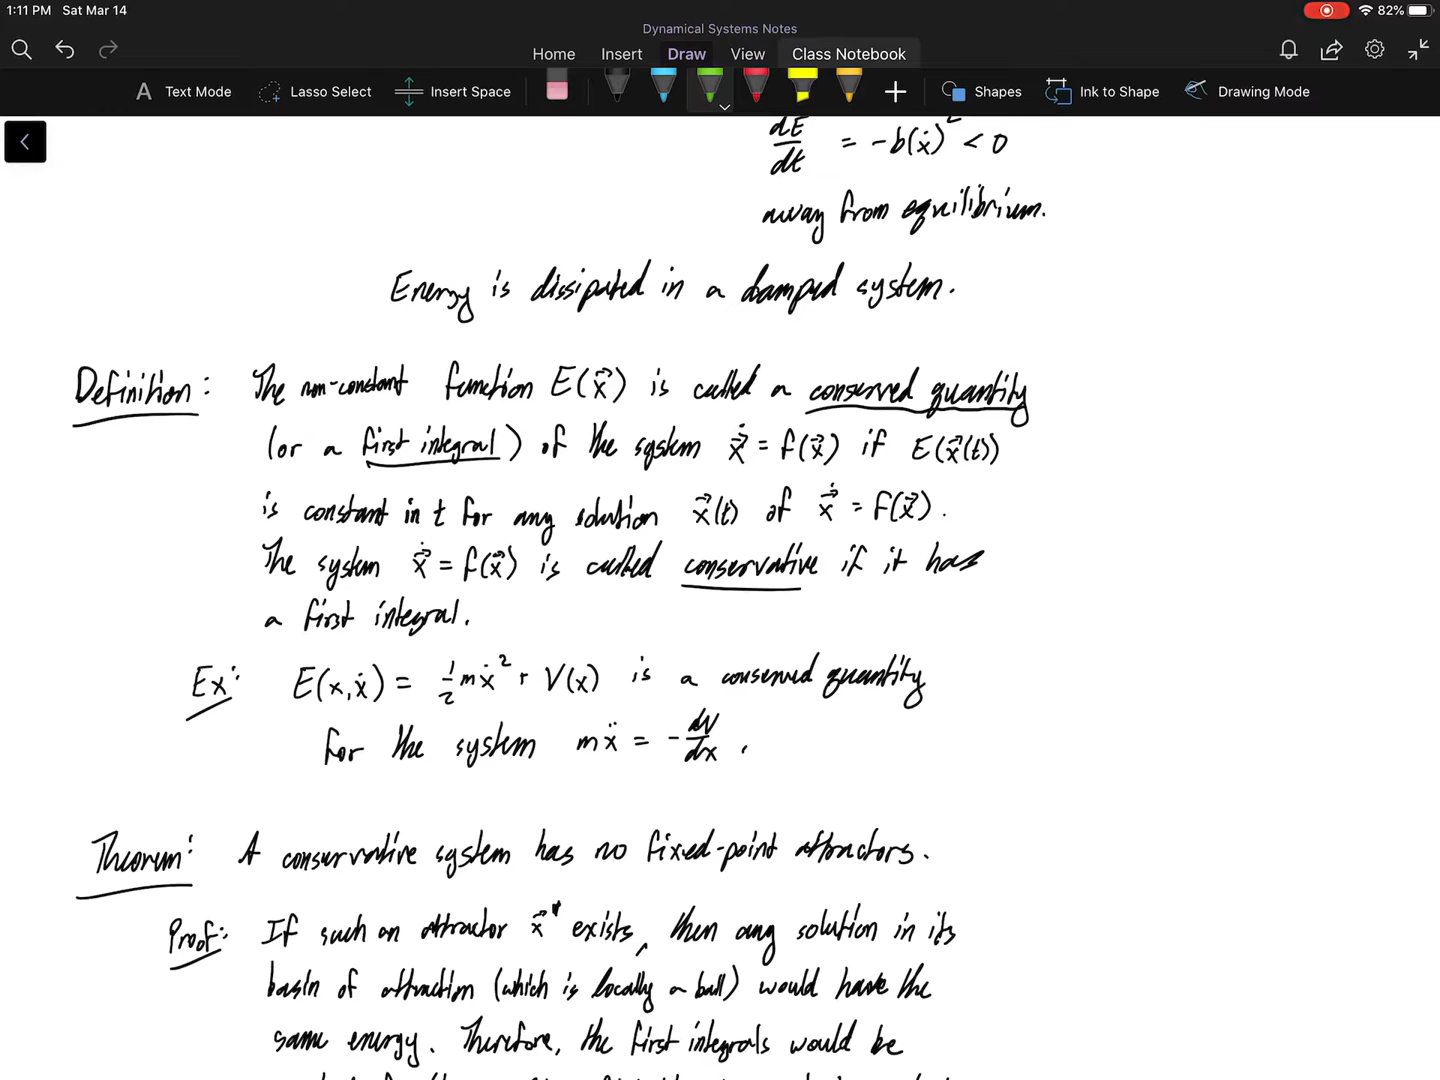 1:11 PM Sat Mar 14
82%
Dynamical Systems Notes
Home Insert Draw View Class Notebook
A Text Mode Lasso Select Insert Space Shapes Ink to Shape Drawing Mode
dE/dt = -b(ẋ)² < 0
away from equilibrium.
Energy is dissipated in a damped system.
Definition: The non-constant function E(x⃗) is called a conserved quantity
(or a first integral) of the system ẋ⃗ = f(x⃗) if E(x⃗(t))
is constant in t for any solution x⃗(t) of ẋ⃗ = f(x⃗).
The system ẋ⃗ = f(x⃗) is called conservative if it has
a first integral.
Ex: E(x,ẋ) = ½mẋ² + V(x) is a conserved quantity
for the system mẍ = -dV/dx.
Theorem: A conservative system has no fixed-point attractors.
Proof: If such an attractor x⃗* exists, then any solution in its
basin of attraction (which is locally a ball) would have the
same energy. Therefore, the first integrals would be